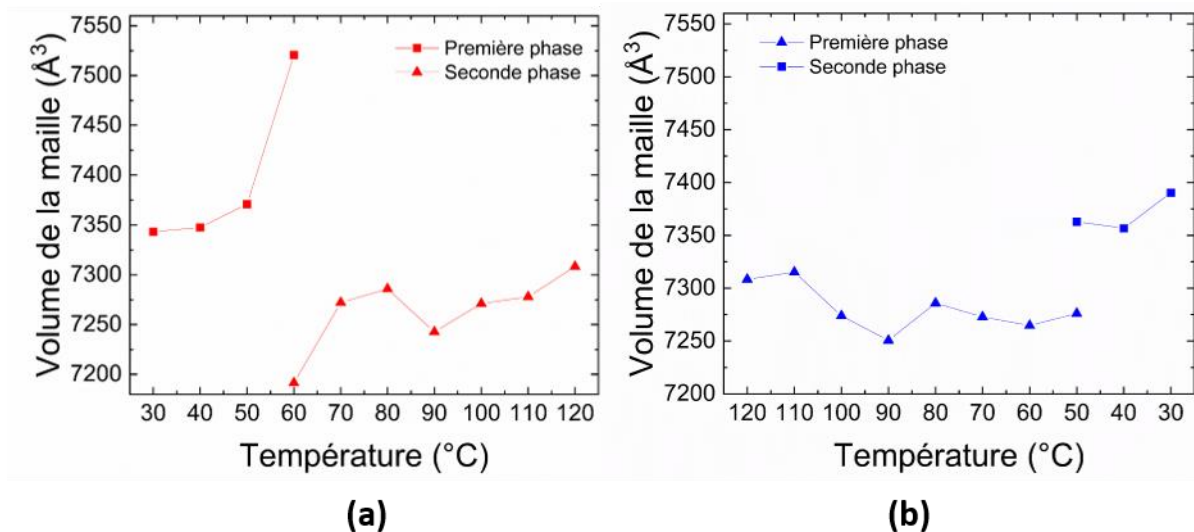 7550
7500
7450
7400
7350
7300
7250
7200
Volume de la maille (Å³)
Première phase
Seconde phase
30 40 50 60 70 80 90 100 110 120
Température (°C)
(a)
7550
7500
7450
7400
7350
7300
7250
7200
Volume de la maille (Å³)
Première phase
Seconde phase
120 110 100 90 80 70 60 50 40 30
Température (°C)
(b)